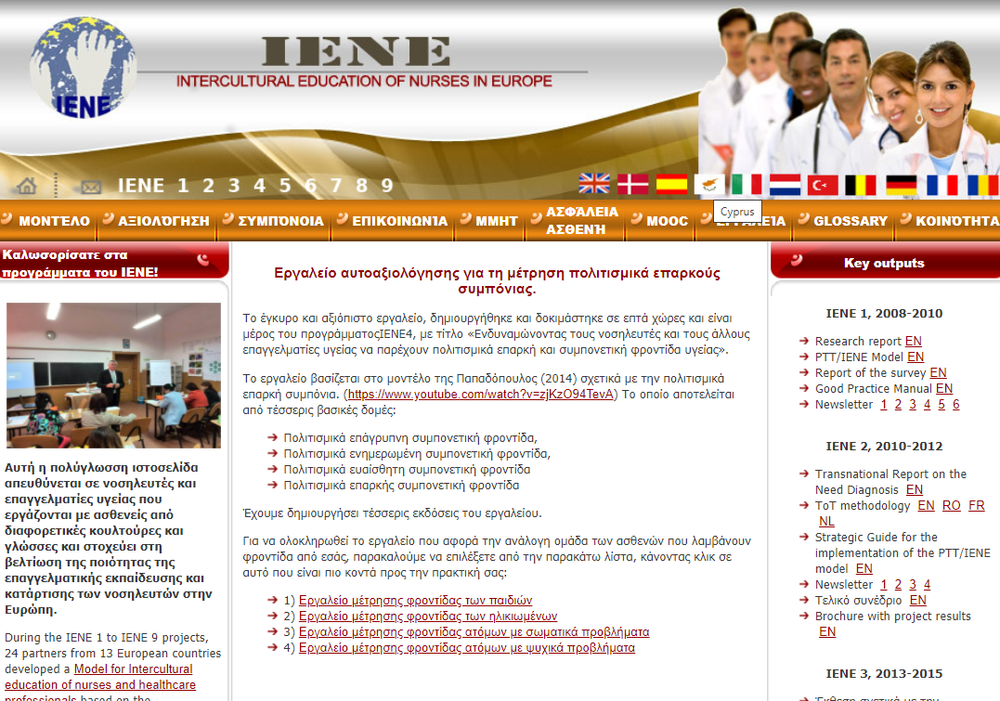 IENE
IENE
INTERCULTURAL EDUCATION OF NURSES IN EUROPE
IENE 1 2 3 4 5 6 7 8 9
ΜΟΝΤΈΛΟ
ΑΞΙΟΛΌΓΗΣΗ
ΣΥΜΠΌΝΟΙΑ
ΕΠΙΚΟΙΝΩΝΊΑ
ΜΜΗΤ
ΑΣΦΆΛΕΙΑ
ΑΣΘΕΝΉ
MOOC
Cyprus
GLOSSARY
ΚΟΙΝΌΤΗΤΑ
Καλωσορίσατε στα
προγράμματα του IENE!
Αυτή η πολύγλωσση ιστοσελίδα
απευθύνεται σε νοσηλευτές και
επαγγελματίες υγείας που
εργάζονται με ασθενείς από
διαφορετικές κουλτούρες και
γλώσσες και στοχεύει στη
βελτίωση της ποιότητας της
επαγγελματικής εκπαίδευσης και
κατάρτισης των νοσηλευτών στην
Ευρώπη.
During the IENE 1 to IENE 9 projects,
24 partners from 13 European countries
developed a Model for Intercultural
education of nurses and healthcare
professionals based on the
Εργαλείο αυτοαξιολόγησης για τη μέτρηση πολιτισμικά επαρκούς
συμπόνιας.
Το έγκυρο και αξιόπιστο εργαλείο, δημιουργήθηκε και δοκιμάστηκε σε επτά χώρες και είναι
μέρος του προγράμματοςIENE4, με τίτλο «Ενδυναμώνοντας τους νοσηλευτές και τους άλλους
επαγγελματίες υγείας να παρέχουν πολιτισμικά επαρκή και συμπονετική φροντίδα υγείας».
Το εργαλείο βασίζεται στο μοντέλο της Παπαδόπουλος (2014) σχετικά με την πολιτισμικά
επαρκή συμπόνια. (https://www.youtube.com/watch?v=zjKzO94TevA) Το οποίο αποτελείται
από τέσσερις βασικές δομές:
Πολιτισμικά επάγρυπνη συμπονετική φροντίδα,
Πολιτισμικά ενημερωμένη συμπονετική φροντίδα,
Πολιτισμικά ευαίσθητη συμπονετική φροντίδα
Πολιτισμικά επαρκής συμπονετική φροντίδα
Έχουμε δημιουργήσει τέσσερις εκδόσεις του εργαλείου.
Για να ολοκληρωθεί το εργαλείο που αφορά την ανάλογη ομάδα των ασθενών που λαμβάνουν
φροντίδα από εσάς, παρακαλούμε να επιλέξετε από την παρακάτω λίστα, κάνοντας κλικ σε
αυτό που είναι πιο κοντά προς την πρακτική σας:
1) Εργαλείο μέτρησης φροντίδας των παιδιών
2) Εργαλείο μέτρησης φροντίδας των ηλικιωμένων
3) Εργαλείο μέτρησης φροντίδας ατόμων με σωματικά προβλήματα
4) Εργαλείο μέτρησης φροντίδας ατόμων με ψυχικά προβλήματα
Key outputs
IENE 1, 2008-2010
Research report EN
PTT/IENE Model EN
Report of the survey EN
Good Practice Manual EN
Newsletter 1 2 3 4 5 6
IENE 2, 2010-2012
Transnational Report on the
Need Diagnosis EN
ToT methodology EN RO FR
NL
Strategic Guide for the
implementation of the PTT/IENE
model EN
Newsletter 1 2 3 4
Τελικό συνέδριο EN
Brochure with project results
EN
IENE 3, 2013-2015
Έκθεση σχετικά με την